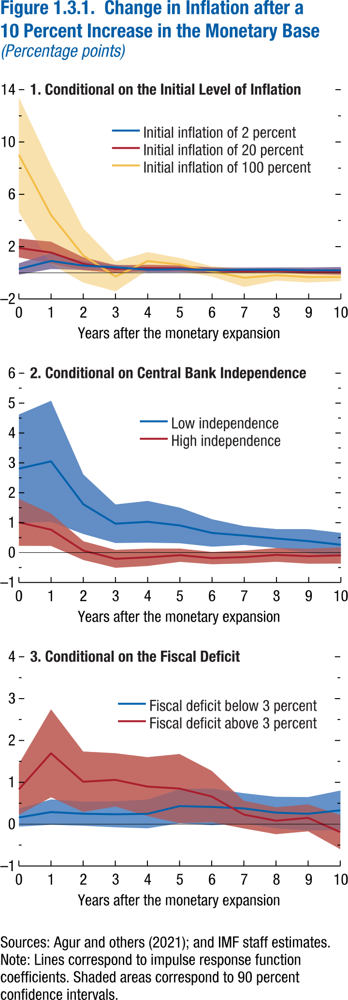 Figure 1.3.1. Change in Inflation after a
10 Percent Increase in the Monetary Base
(Percentage points)
14
1. Conditional on the Initial Level of Inflation
Initial inflation of 2 percent
10
Initial inflation of 20 percent
Initial inflation of 100 percent
6
2
–2
0 1 2 3 4 5 6 7 8 9 10
Years after the monetary expansion
6
2. Conditional on Central Bank Independence
5
Low independence
4
High independence
3
2
1
0
–1
0 1 2 3 4 5 6 7 8 9 10
Years after the monetary expansion
4
3. Conditional on the Fiscal Deficit
3
Fiscal deficit below 3 percent
Fiscal deficit above 3 percent
2
1
0
–1
0 1 2 3 4 5 6 7 8 9 10
Years after the monetary expansion
Sources: Agur and others (2021); and IMF staff estimates.
Note: Lines correspond to impulse response function
coefficients. Shaded areas correspond to 90 percent
confidence intervals.